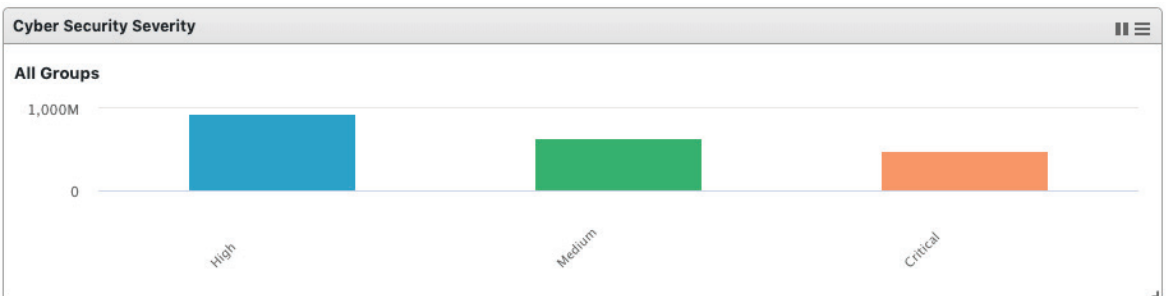 Cyber Security Severity
All Groups
1,000M
0
High
Medium
Critical